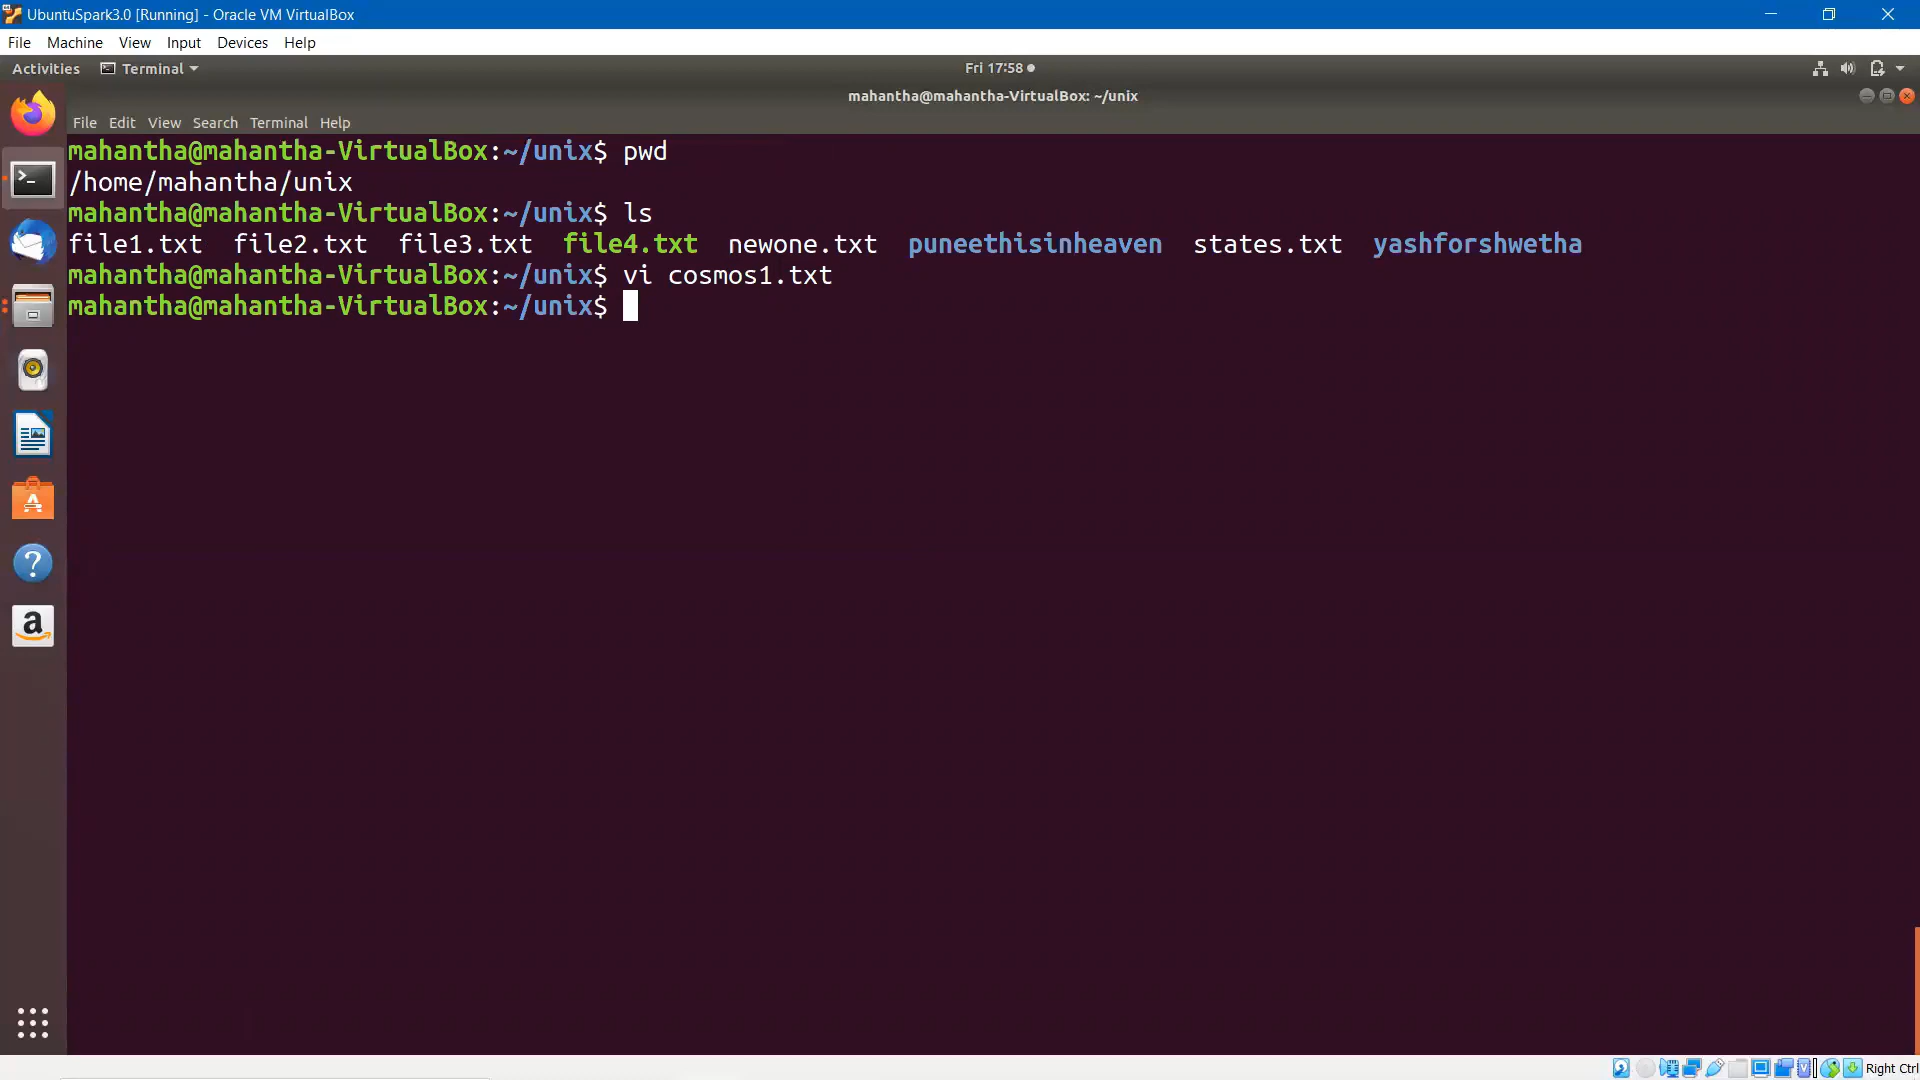 UbuntuSpark3.0 [Running] - Oracle VM VirtualBox
File Machine View Input Devices Help
Activities Terminal Fri 17:58
mahantha@mahantha-VirtualBox: ~/unix
File Edit View Search Terminal Help
mahantha@mahantha-VirtualBox:~/unix$ pwd
/home/mahantha/unix
mahantha@mahantha-VirtualBox:~/unix$ ls
file1.txt file2.txt file3.txt file4.txt newone.txt puneethisinheaven states.txt yashforshwetha
mahantha@mahantha-VirtualBox:~/unix$ vi cosmos1.txt
mahantha@mahantha-VirtualBox:~/unix$
Right Ctrl